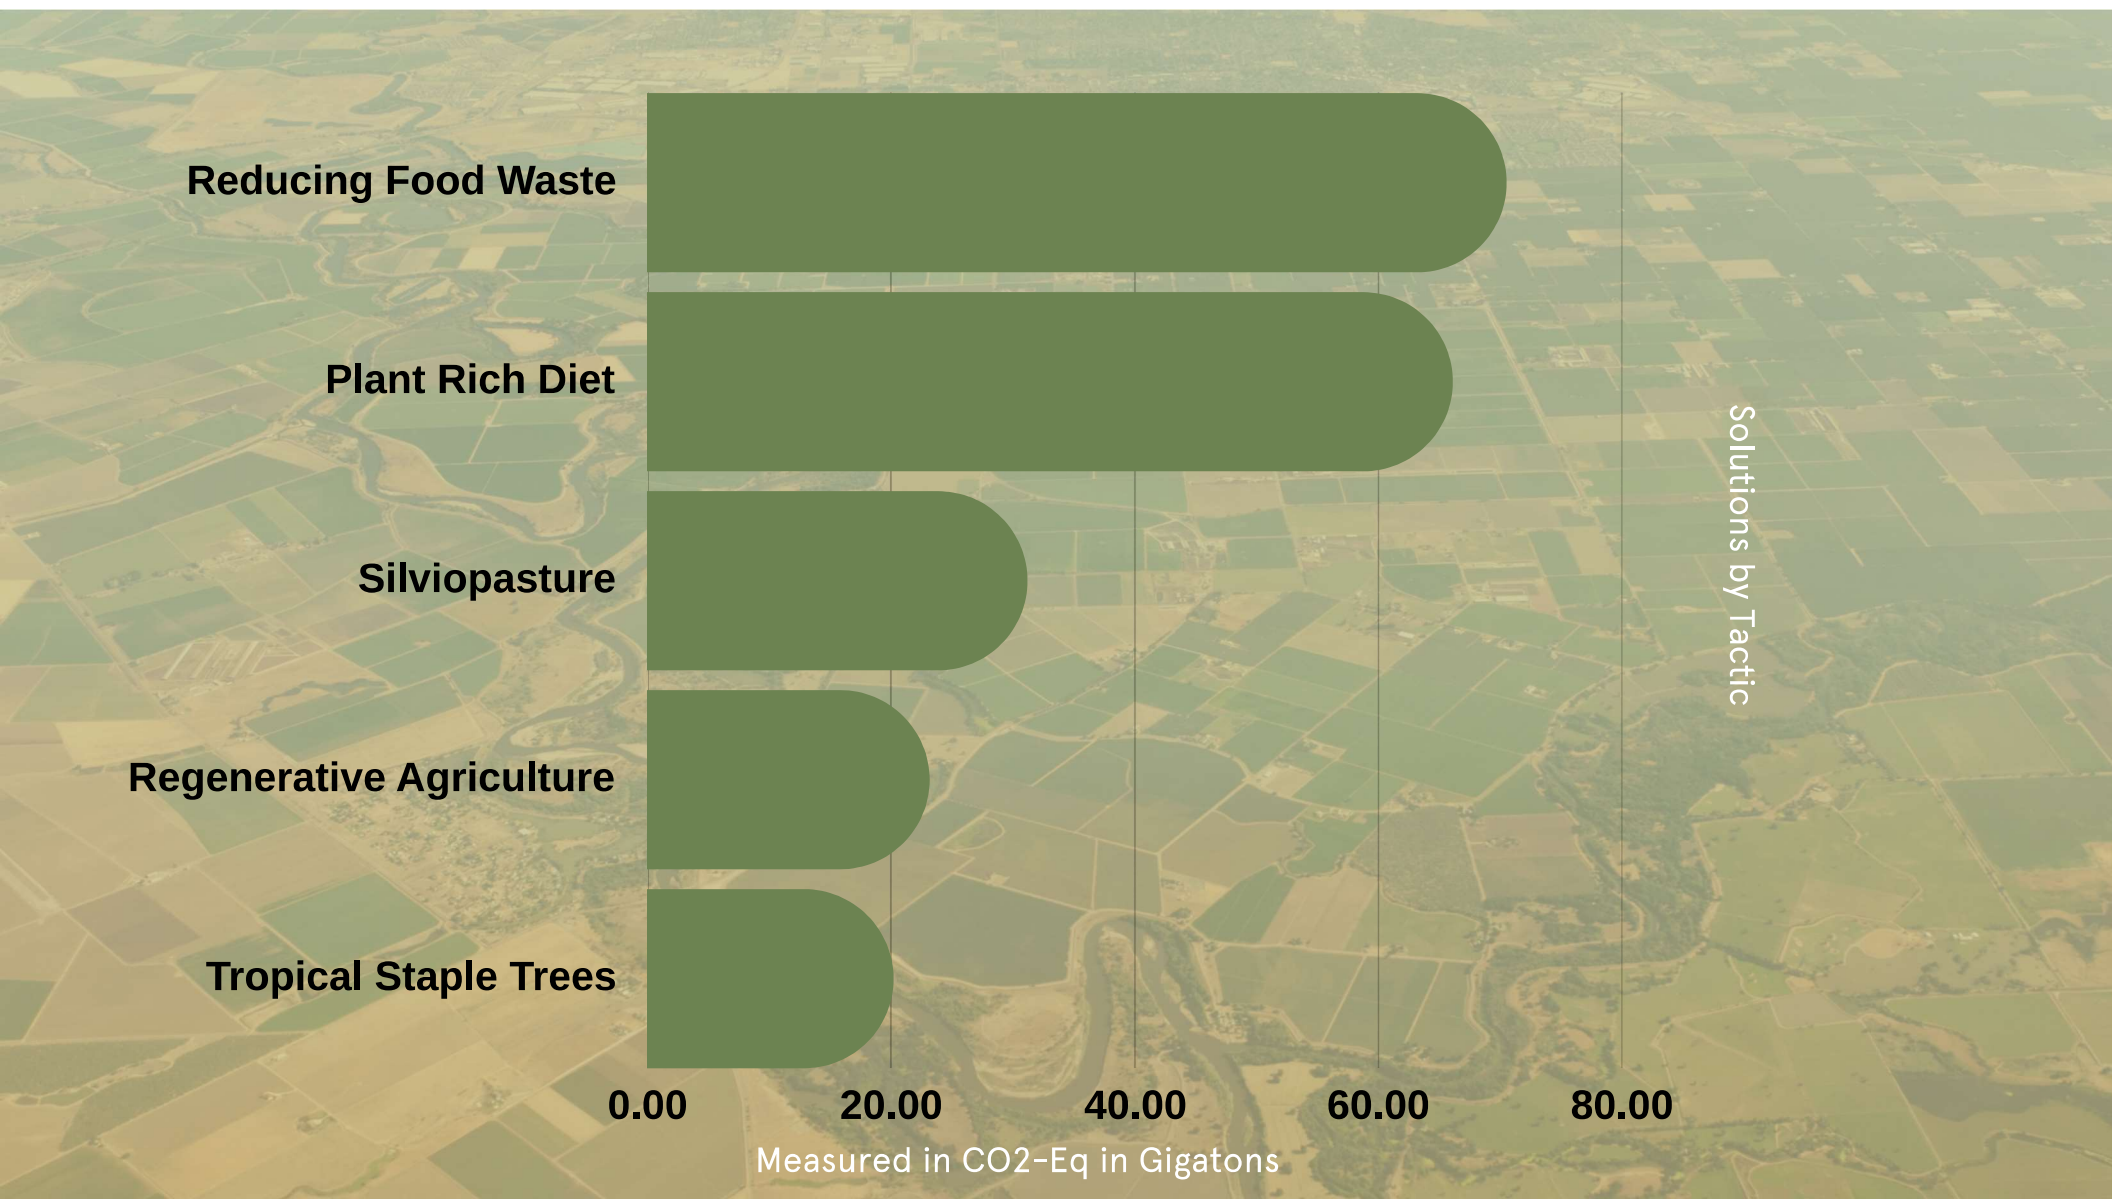 Reducing Food Waste
Plant Rich Diet
Silviopasture
Regenerative Agriculture
Tropical Staple Trees
0.00 20.00 40.00 60.00 80.00
Measured in CO2-Eq in Gigatons
Solutions by Tactic